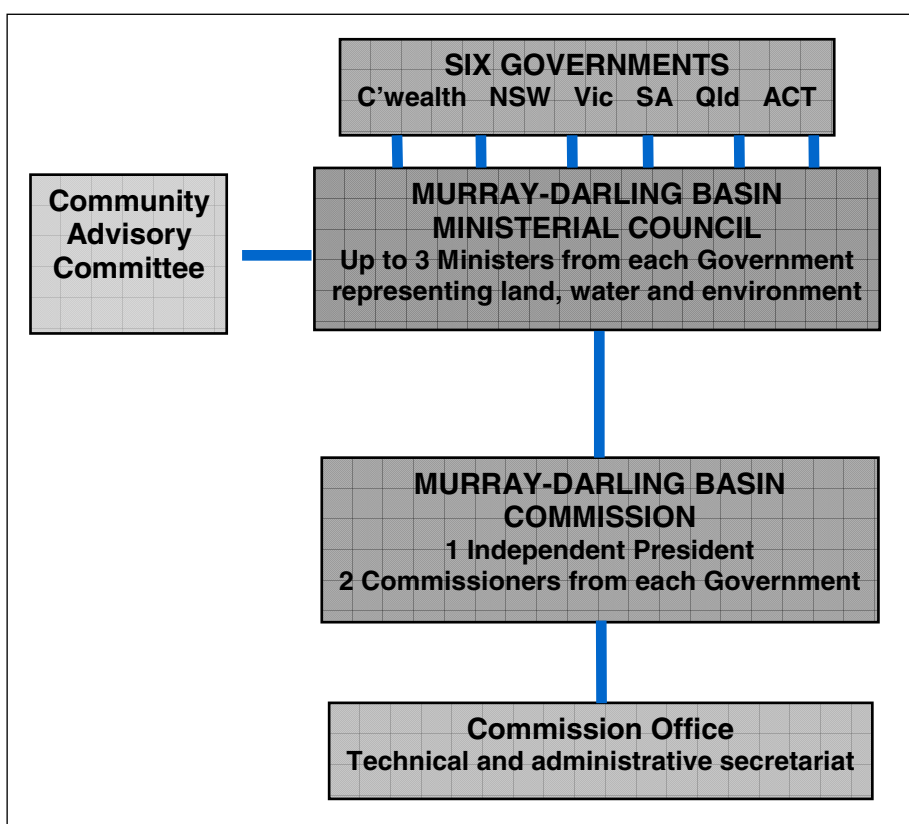 SIX GOVERNMENTS
C'wealth NSW Vic SA Qld ACT
Community
Advisory
Committee
MURRAY-DARLING BASIN
MINISTERIAL COUNCIL
Up to 3 Ministers from each Government
representing land, water and environment
MURRAY-DARLING BASIN
COMMISSION
1 Independent President
2 Commissioners from each Government
Commission Office
Technical and administrative secretariat